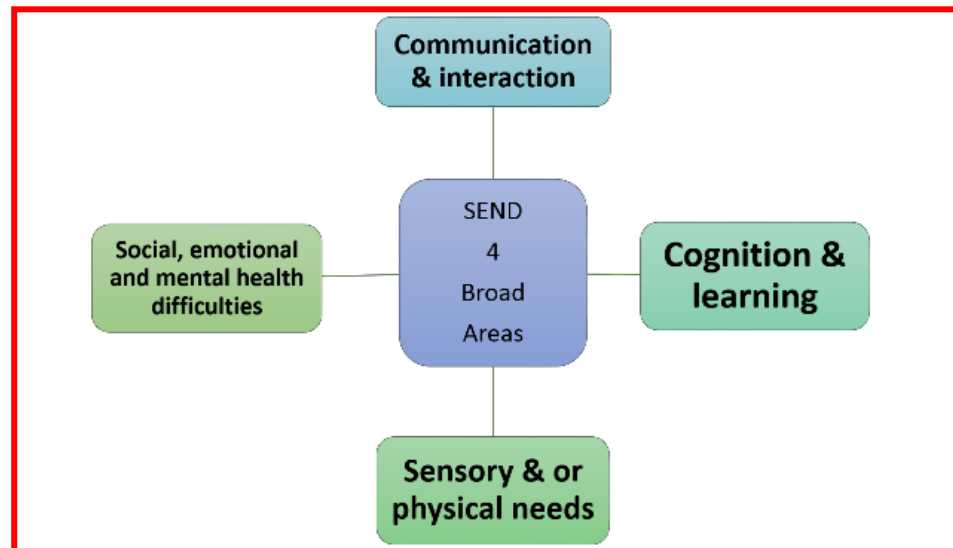 Communication
& interaction
SEND
4
Broad
Areas
Social, emotional
and mental health
difficulties
Cognition &
learning
Sensory & or
physical needs